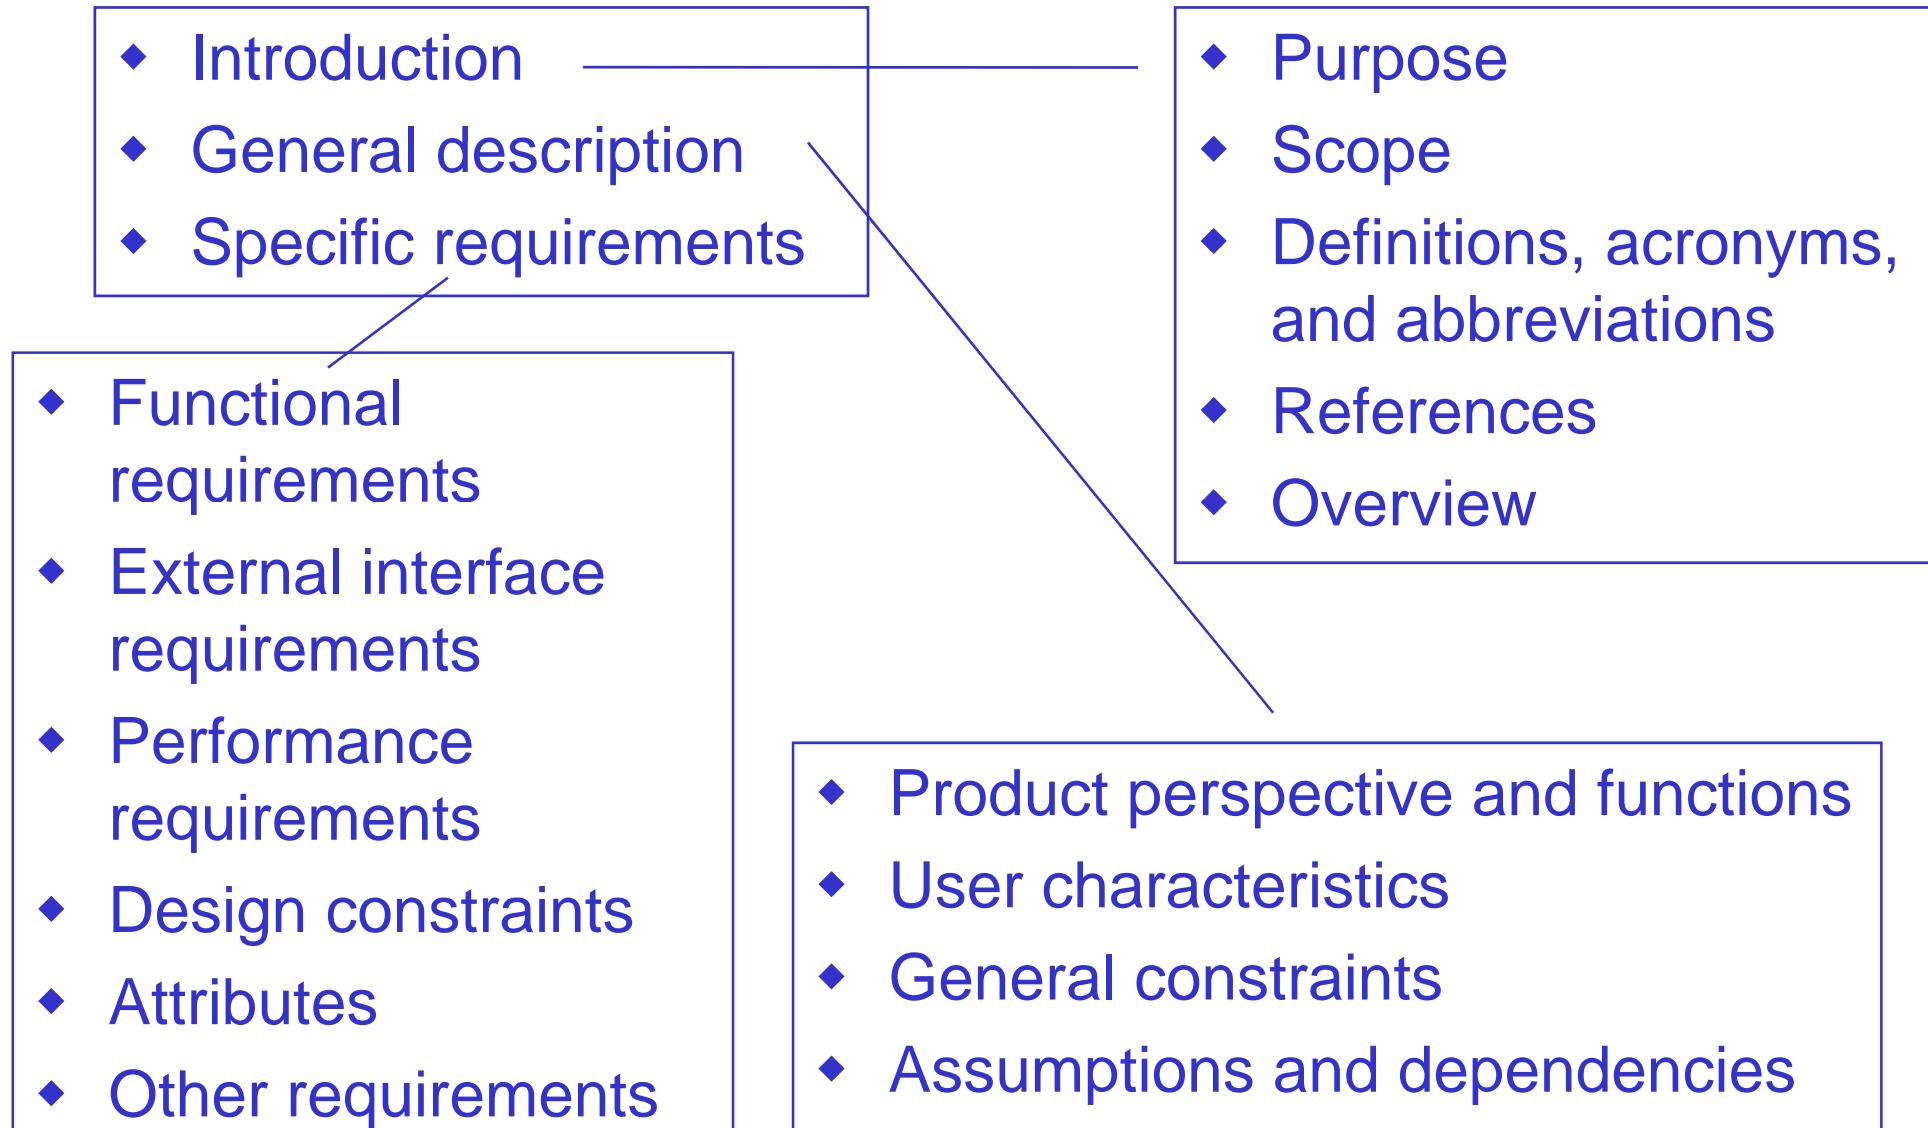 Introduction
General description
Specific requirements
Purpose
Scope
Definitions, acronyms,
and abbreviations
References
Overview
Functional
requirements
External interface
requirements
Performance
requirements
Design constraints
Attributes
Other requirements
Product perspective and functions
User characteristics
General constraints
Assumptions and dependencies